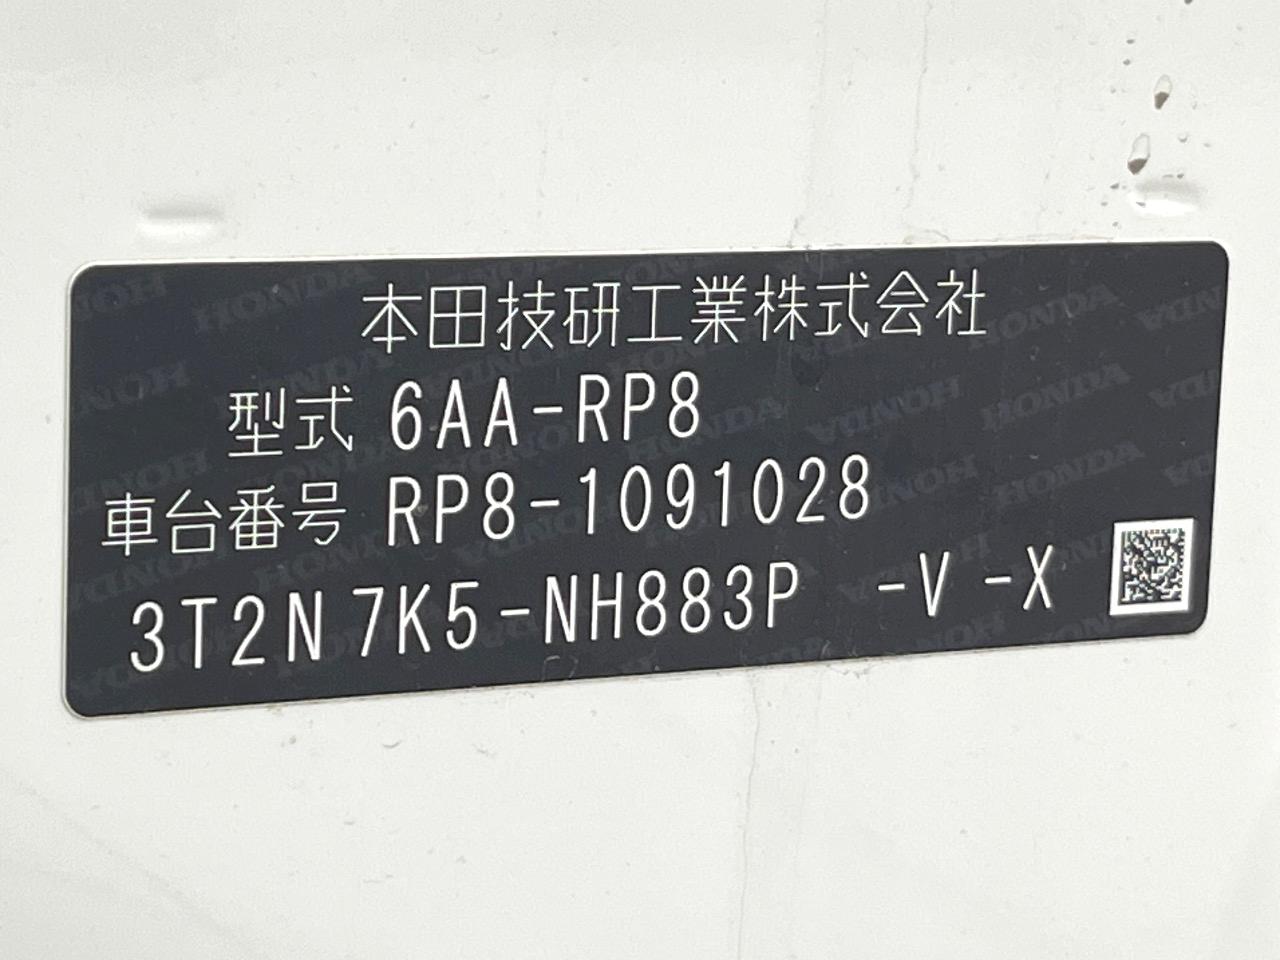 本田技研工業株式会社
型式 6AA-RP8
車台番号 RP8-1091028
3T2N 7K5-NH883P -V -X